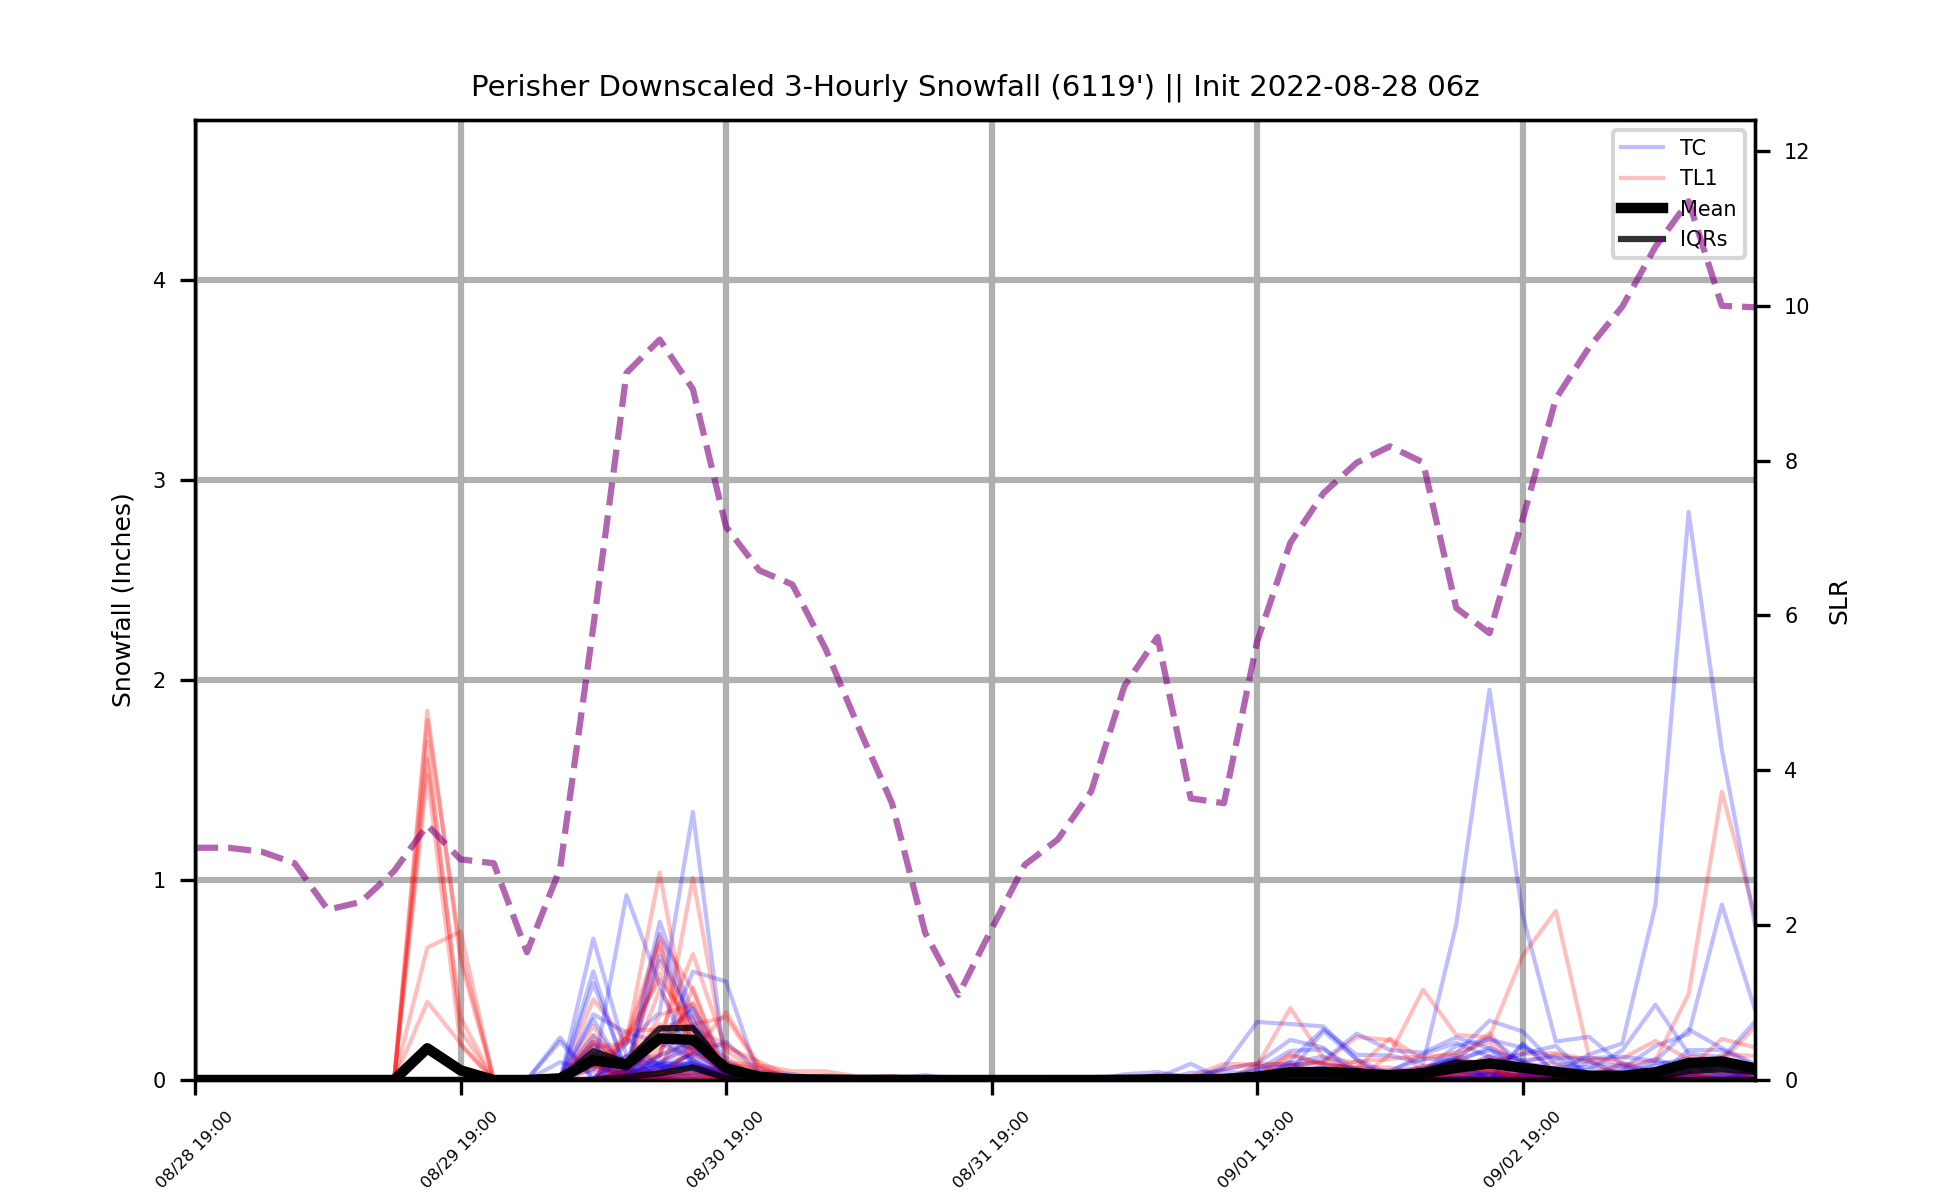 Perisher Downscaled 3-Hourly Snowfall (6119') || Init 2022-08-28 06z
TC
TL1
Mean
IQRs
12
10
8
6
4
2
0
SLR
4
3
2
1
0
Snowfall (Inches)
08/28 19:00
08/29 19:00
08/30 19:00
08/31 19:00
09/01 19:00
09/02 19:00